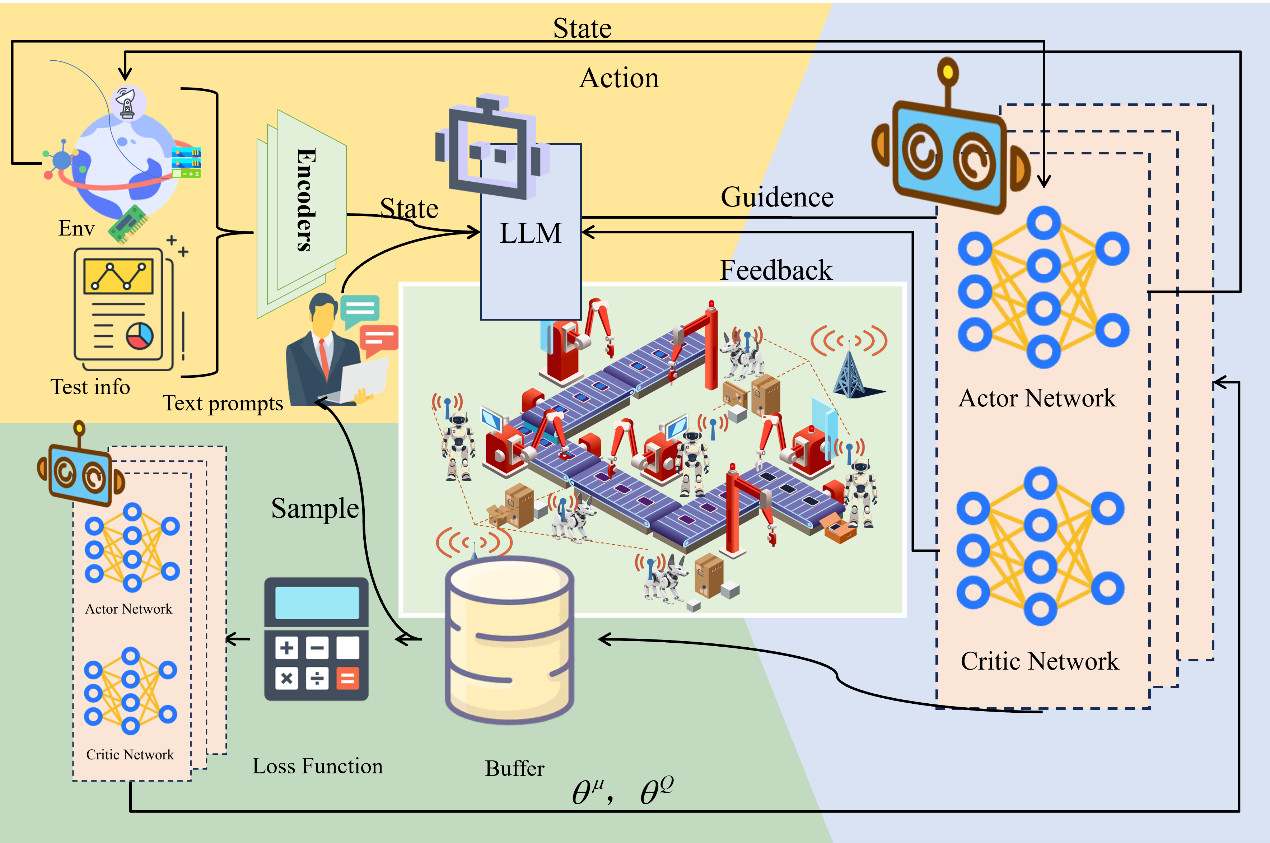 State
Action
Env
Encoders
State
LLM
Guidence
Feedback
Test info
Text prompts
Actor Network
Sample
Actor Network
Critic Network
Critic Network
Loss Function
Buffer
θ^μ, θ^Q